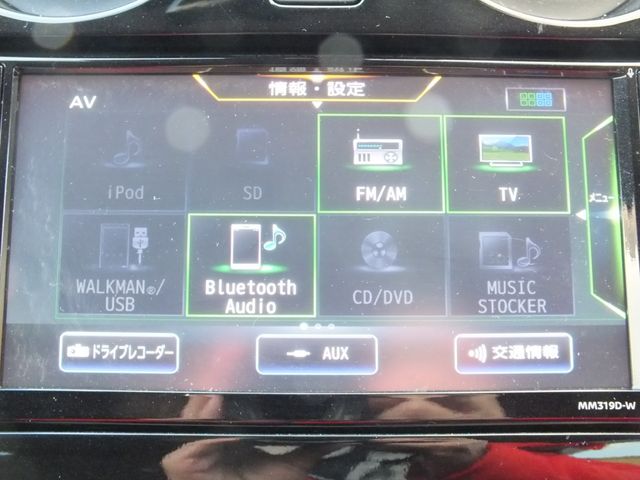 情報・設定
AV
iPod
SD
FM/AM
TV
メニュー
WALKMAN®/
USB
Bluetooth
Audio
CD/DVD
MUSIC
STOCKER
ドライブレコーダー
AUX
交通情報
MM319D-W